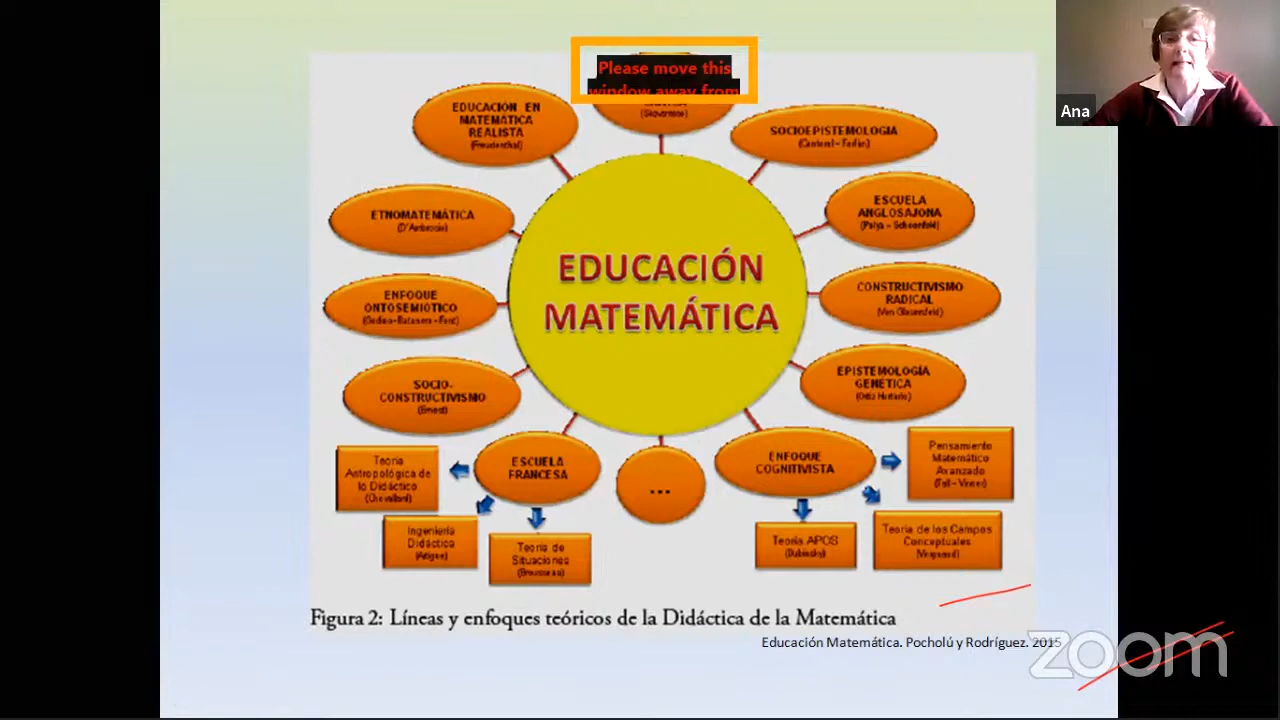 Please move this
window away from
Ana
EDUCACIÓN EN
MATEMÁTICA
REALISTA
(Freudenthal)
SOCIOEPISTEMOLOGÍA
(Cantoral – Farfán)
ETNOMATEMÁTICA
(D'Ambrosio)
ESCUELA
ANGLOSAJONA
(Polya – Schoenfeld)
EDUCACIÓN
MATEMÁTICA
ENFOQUE
ONTOSEMIÓTICO
(Godino–Batanero–Font)
CONSTRUCTIVISMO
RADICAL
(Von Glasersfeld)
SOCIO-
CONSTRUCTIVISMO
(Ernest)
EPISTEMOLOGÍA
GENÉTICA
(Ortiz Hurtado)
ESCUELA
FRANCESA
...
ENFOQUE
COGNITIVISTA
Teoría
Antropológica de
lo Didáctico
(Chevallard)
Ingeniería
Didáctica
(Artigue)
Teoría de
Situaciones
(Brousseau)
Teoría APOS
(Dubinsky)
Teoría de los Campos
Conceptuales
(Vergnaud)
Pensamiento
Matemático
Avanzado
(Tall – Vinner)
Figura 2: Líneas y enfoques teóricos de la Didáctica de la Matemática
Educación Matemática. Pocholú y Rodríguez. 2015
zoom